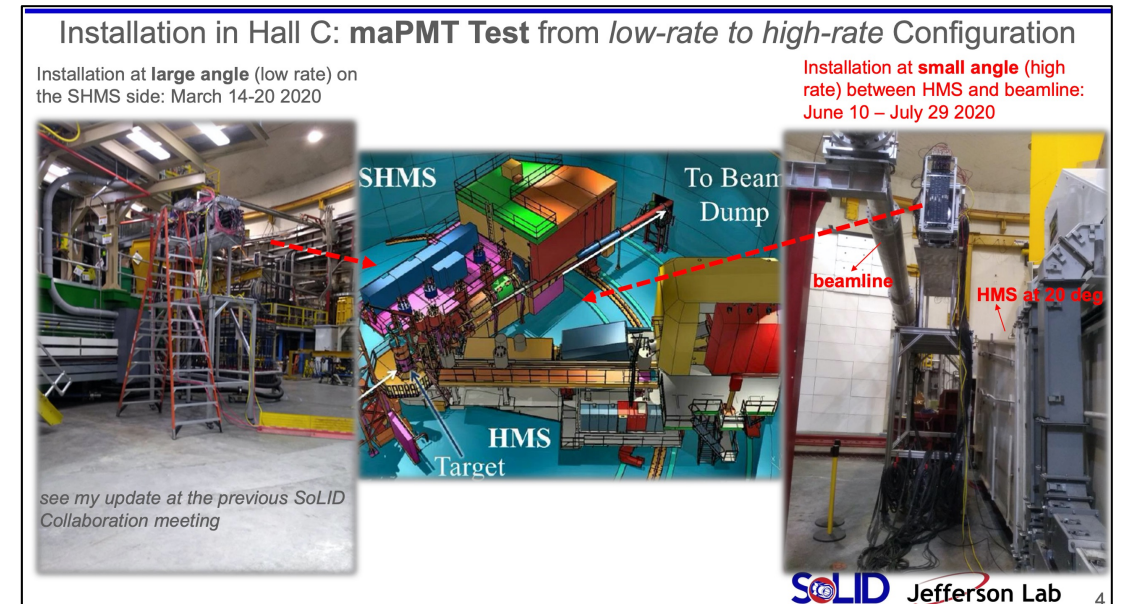 Installation in Hall C: maPMT Test from low-rate to high-rate Configuration
Installation at large angle (low rate) on
the SHMS side: March 14-20 2020
Installation at small angle (high
rate) between HMS and beamline:
June 10 – July 29 2020
SHMS
To Beam
Dump
HMS
Target
beamline
HMS at 20 deg
see my update at the previous SoLID
Collaboration meeting
SoLID
Jefferson Lab
4